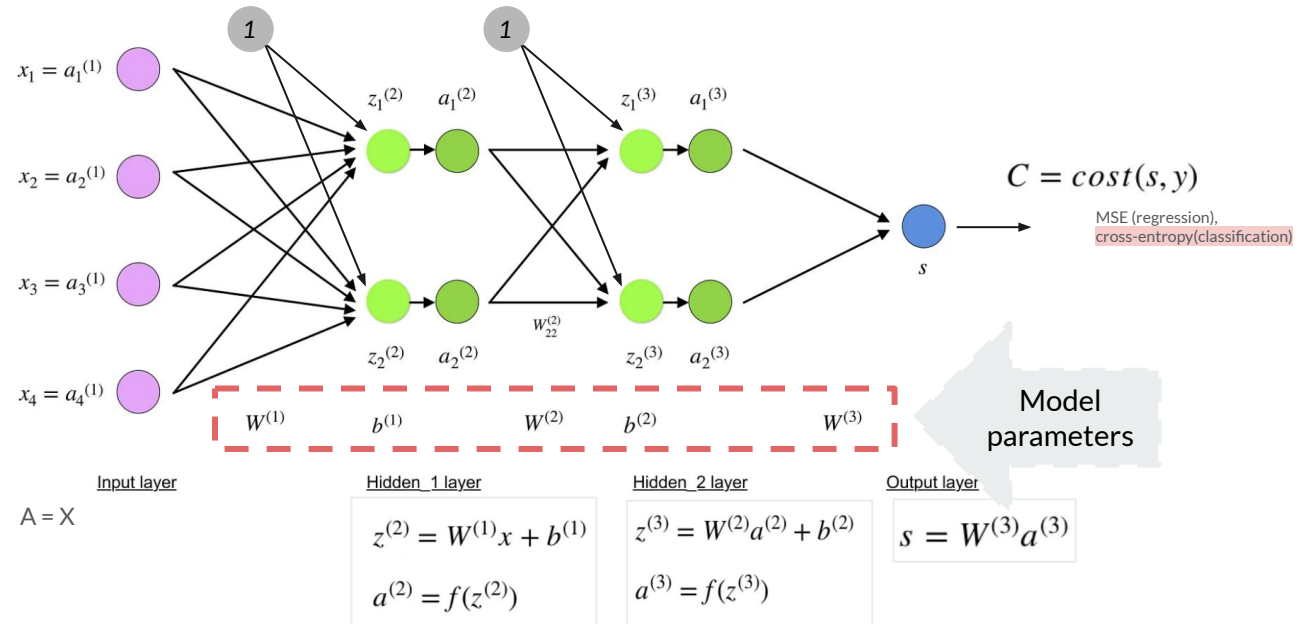 1
1
x₁ = a₁⁽¹⁾
z₁⁽²⁾ a₁⁽²⁾
z₁⁽³⁾ a₁⁽³⁾
x₂ = a₂⁽¹⁾
C = cost(s, y)
MSE (regression),
cross-entropy(classification)
s
x₃ = a₃⁽¹⁾
W₂₂⁽²⁾
z₂⁽²⁾ a₂⁽²⁾
z₂⁽³⁾ a₂⁽³⁾
x₄ = a₄⁽¹⁾
W⁽¹⁾ b⁽¹⁾ W⁽²⁾ b⁽²⁾ W⁽³⁾
Model
parameters
Input layer
Hidden_1 layer
Hidden_2 layer
Output layer
A = X
z⁽²⁾ = W⁽¹⁾x + b⁽¹⁾
a⁽²⁾ = f(z⁽²⁾)
z⁽³⁾ = W⁽²⁾a⁽²⁾ + b⁽²⁾
a⁽³⁾ = f(z⁽³⁾)
s = W⁽³⁾a⁽³⁾